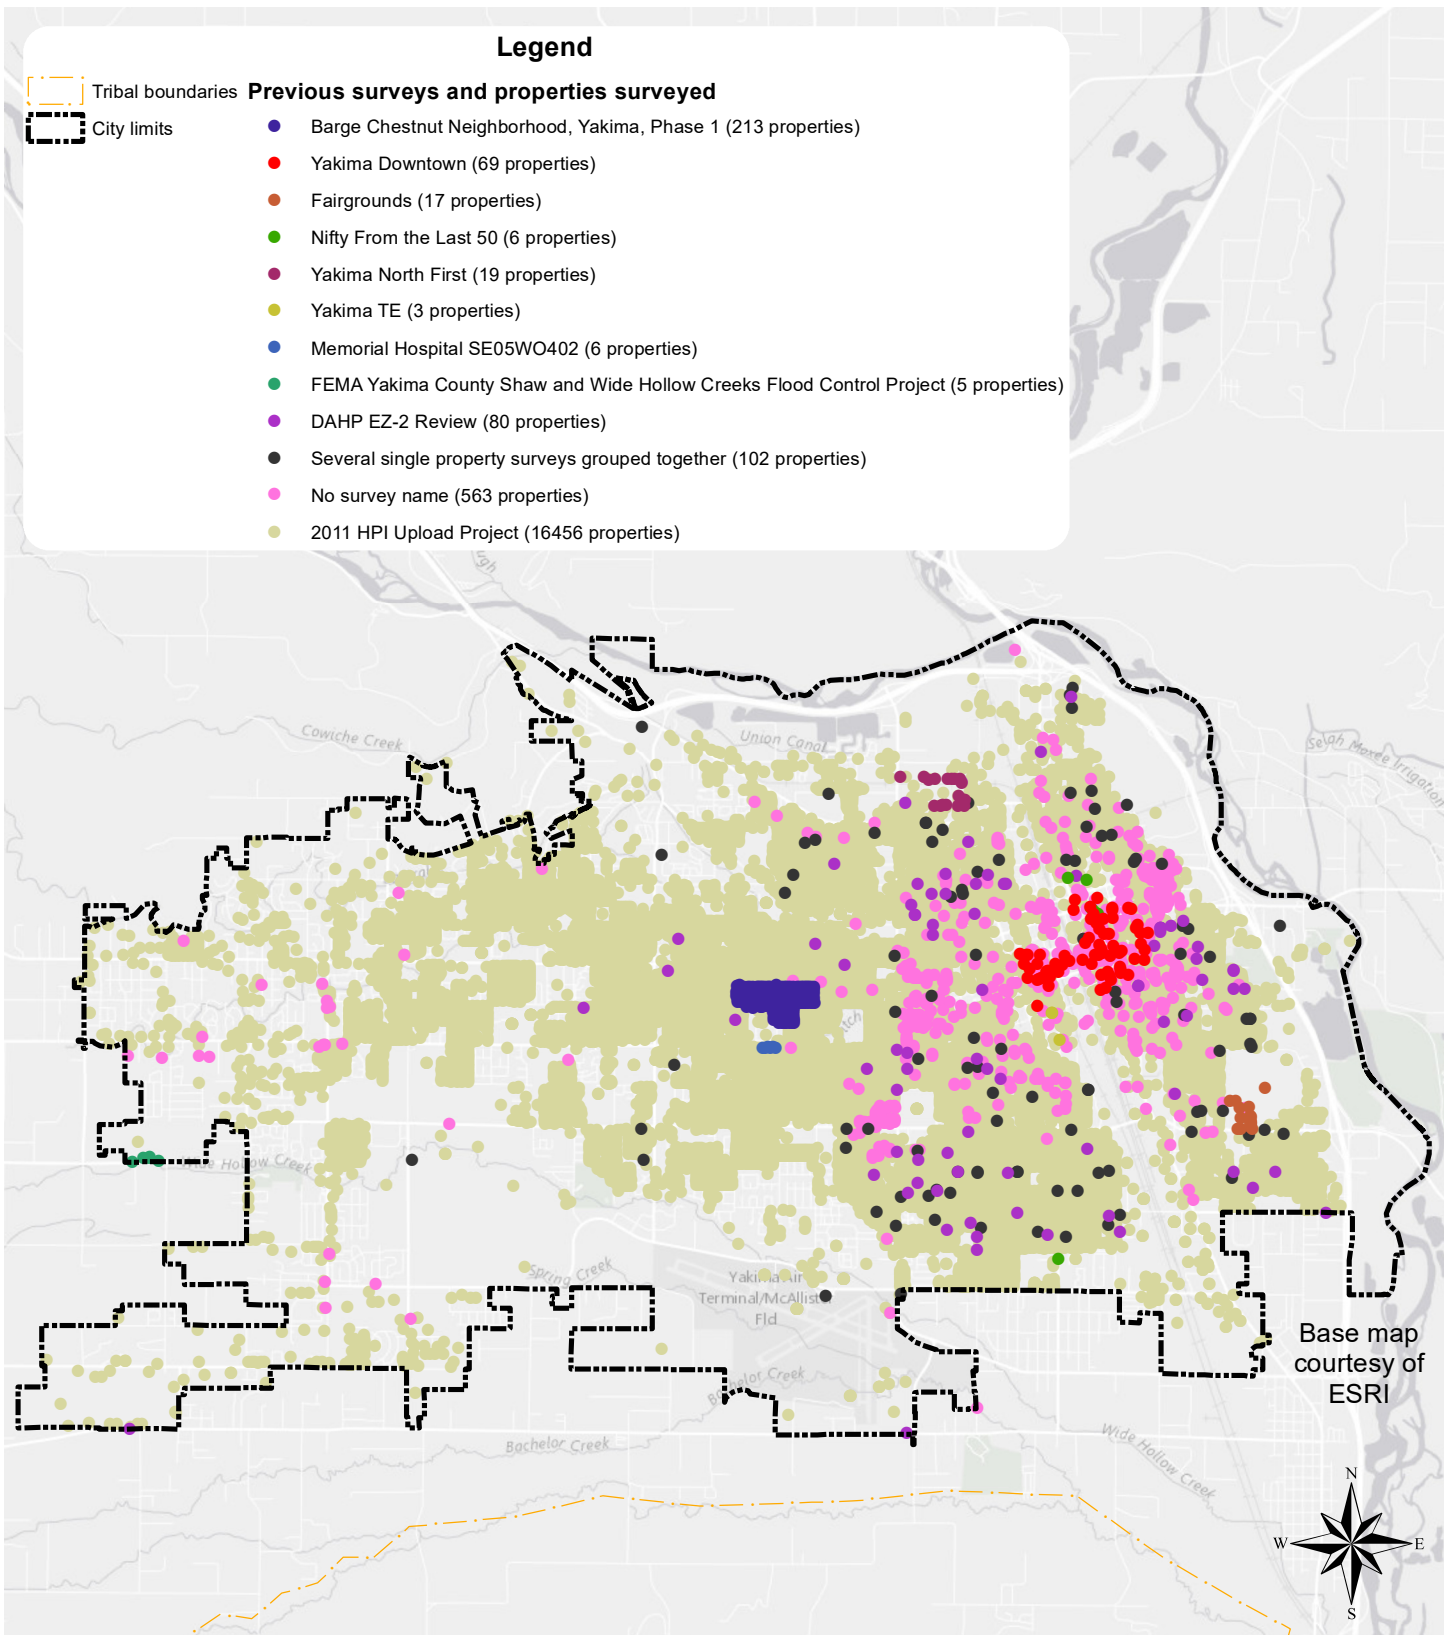 Legend
Tribal boundaries
City limits
Previous surveys and properties surveyed
Barge Chestnut Neighborhood, Yakima, Phase 1 (213 properties)
Yakima Downtown (69 properties)
Fairgrounds (17 properties)
Nifty From the Last 50 (6 properties)
Yakima North First (19 properties)
Yakima TE (3 properties)
Memorial Hospital SE05WO402 (6 properties)
FEMA Yakima County Shaw and Wide Hollow Creeks Flood Control Project (5 properties)
DAHP EZ-2 Review (80 properties)
Several single property surveys grouped together (102 properties)
No survey name (563 properties)
2011 HPI Upload Project (16456 properties)
Cowiche Creek
Union Canal
Selah Moxee Irrigation
Wide Hollow Creek
Spring Creek
Yakima Air
Terminal/McAllister
Fld
Bachelor Creek
Bachelor Creek
Wide Hollow Creek
Base map
courtesy of
ESRI
N
W
E
S